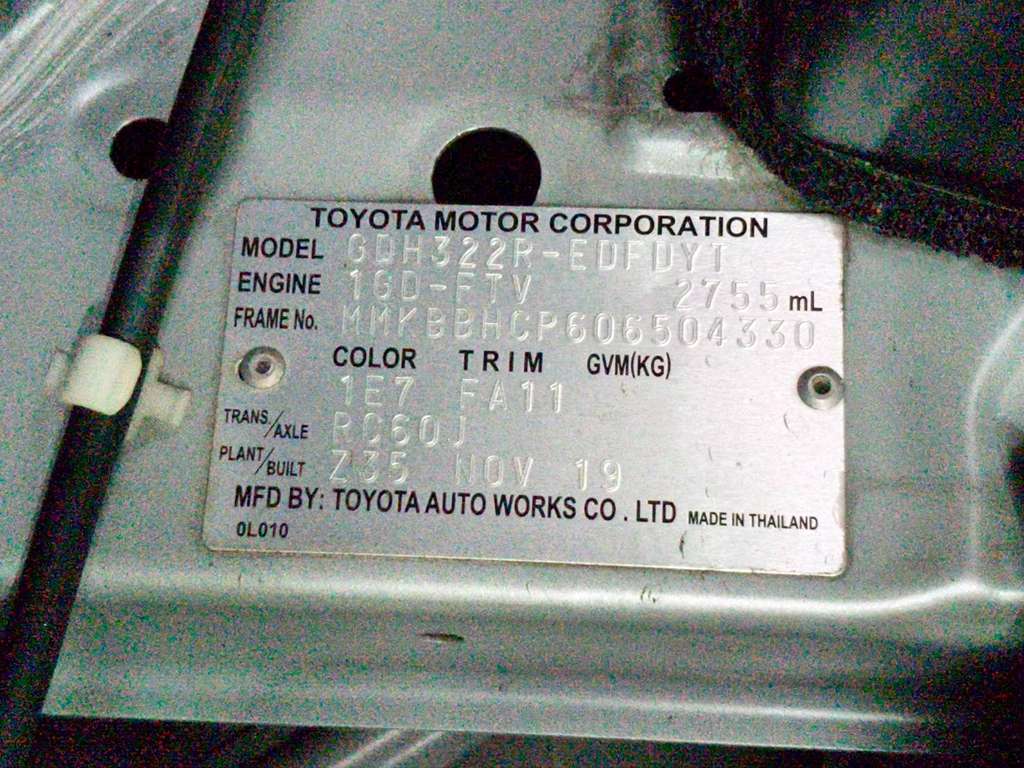 TOYOTA MOTOR CORPORATION
MODEL GDH322R-EDFDYT
ENGINE 1GD-FTV 2755 mL
FRAME No. MMKBBHCP606504330
COLOR TRIM GVM(KG)
1E7 FA11
TRANS./AXLE RC60J
PLANT/BUILT Z35 NOV 19
MFD BY: TOYOTA AUTO WORKS CO . LTD MADE IN THAILAND
0L010